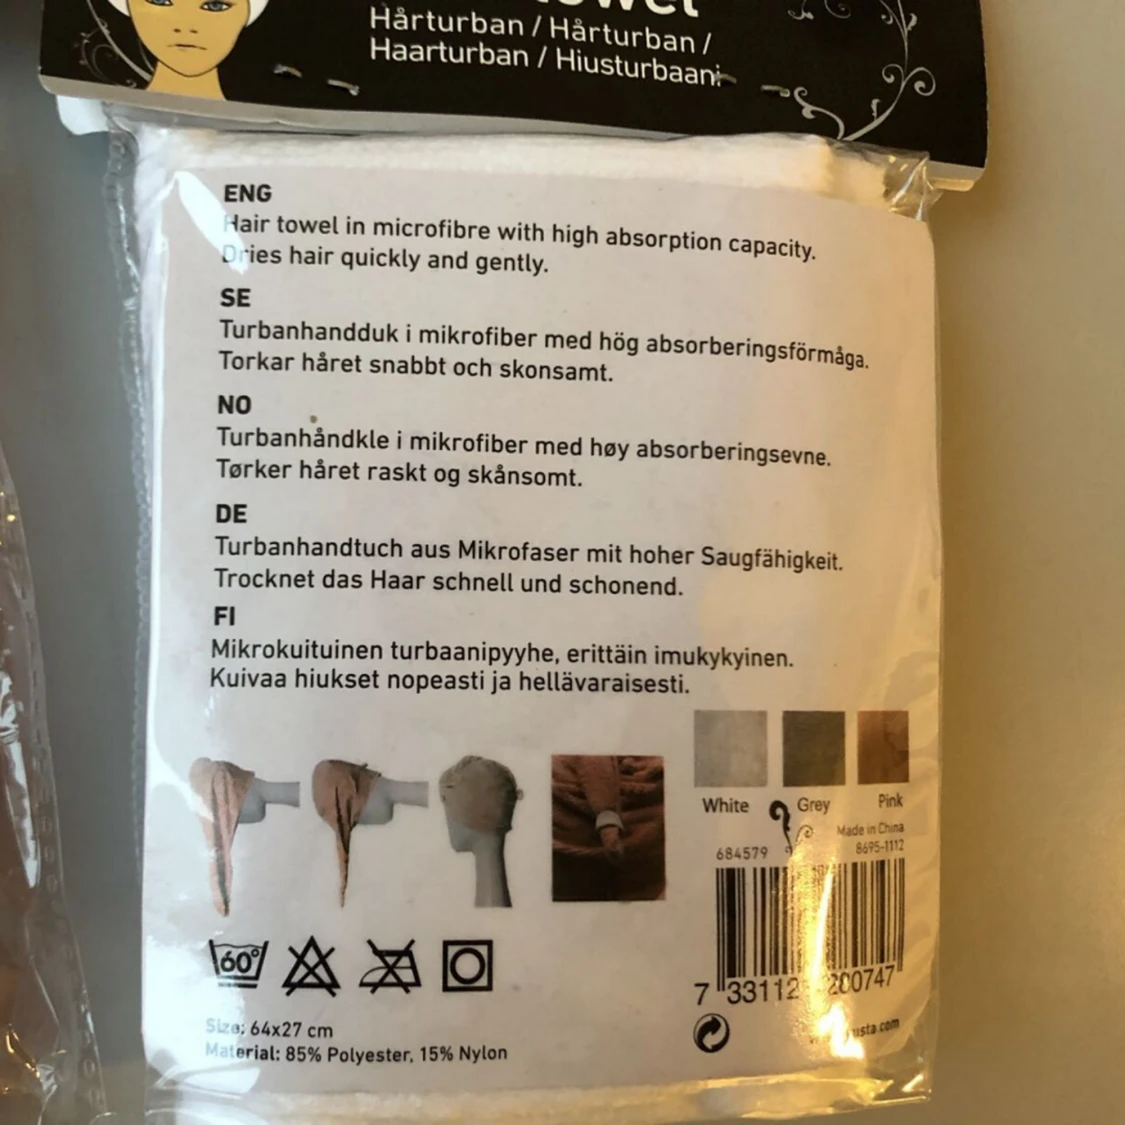 Hårturban / Hårturban /
Haarturban / Hiusturbaani
ENG
Hair towel in microfibre with high absorption capacity.
Dries hair quickly and gently.
SE
Turbanhandduk i mikrofiber med hög absorberingsförmåga.
Torkar håret snabbt och skonsamt.
NO
Turbanhåndkle i mikrofiber med høy absorberingsevne.
Tørker håret raskt og skånsomt.
DE
Turbanhandtuch aus Mikrofaser mit hoher Saugfähigkeit.
Trocknet das Haar schnell und schonend.
FI
Mikrokuituinen turbaanipyyhe, erittäin imukykyinen.
Kuivaa hiukset nopeasti ja hellävaraisesti.
White Grey Pink
Made in China
684579 8695-1112
60°
Size: 64x27 cm
Material: 85% Polyester, 15% Nylon